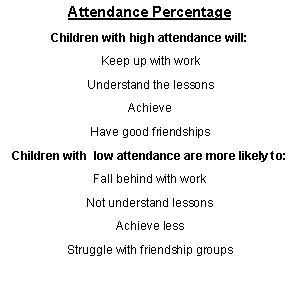 Attendance Percentage
Children with high attendance will:
Keep up with work
Understand the lessons
Achieve
Have good friendships
Children with  low attendance are more likely to:
Fall behind with work
Not understand lessons
Achieve less
Struggle with friendship groups